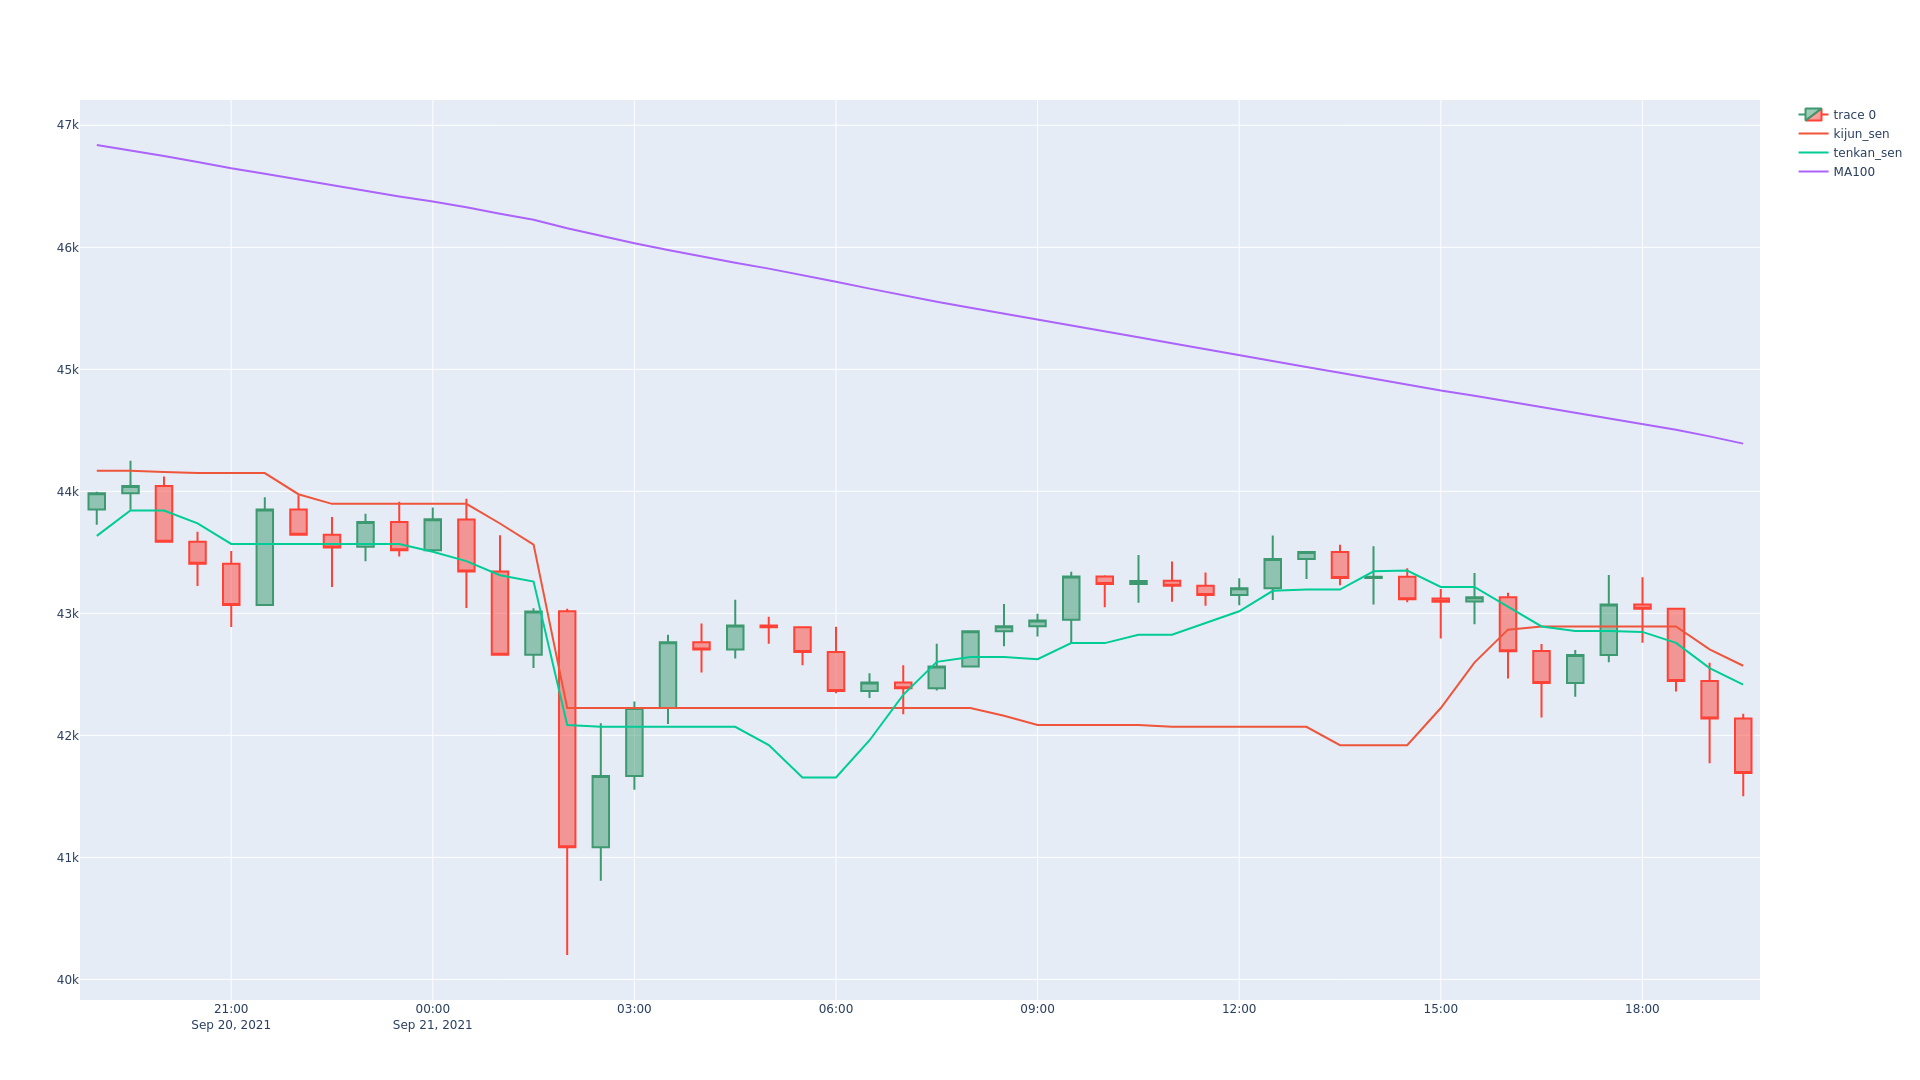 trace 0
kijun_sen
tenkan_sen
MA100
47k
46k
45k
44k
43k
42k
41k
40k
21:00 00:00 03:00 06:00 09:00 12:00 15:00 18:00
Sep 20, 2021 Sep 21, 2021